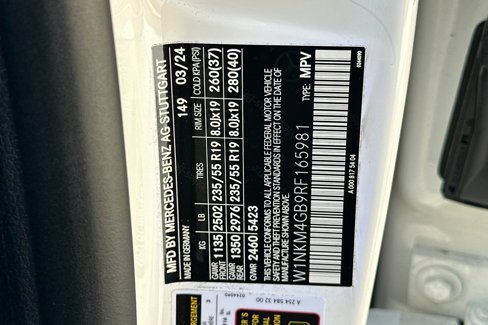 MFD BY MERCEDES-BENZ AG-STUTTGART
MADE IN GERMANY 149 03/24
KG LB TIRES RIM SIZE COLD KPA(PSI)
GAWR FRONT 1135 2502 235/55 R19 8.0Jx19 260(37)
GAWR REAR 1350 2976 235/55 R19 8.0Jx19 280(40)
GVWR 2460 5423
THIS VEHICLE CONFORMS TO ALL APPLICABLE FEDERAL MOTOR VEHICLE
SAFETY AND THEFT PREVENTION STANDARDS IN EFFECT ON THE DATE OF
MANUFACTURE SHOWN ABOVE.
W1NKM4GB9RF165981 TYPE: MPV
A 000 817 54 04
A 254 584 32 00